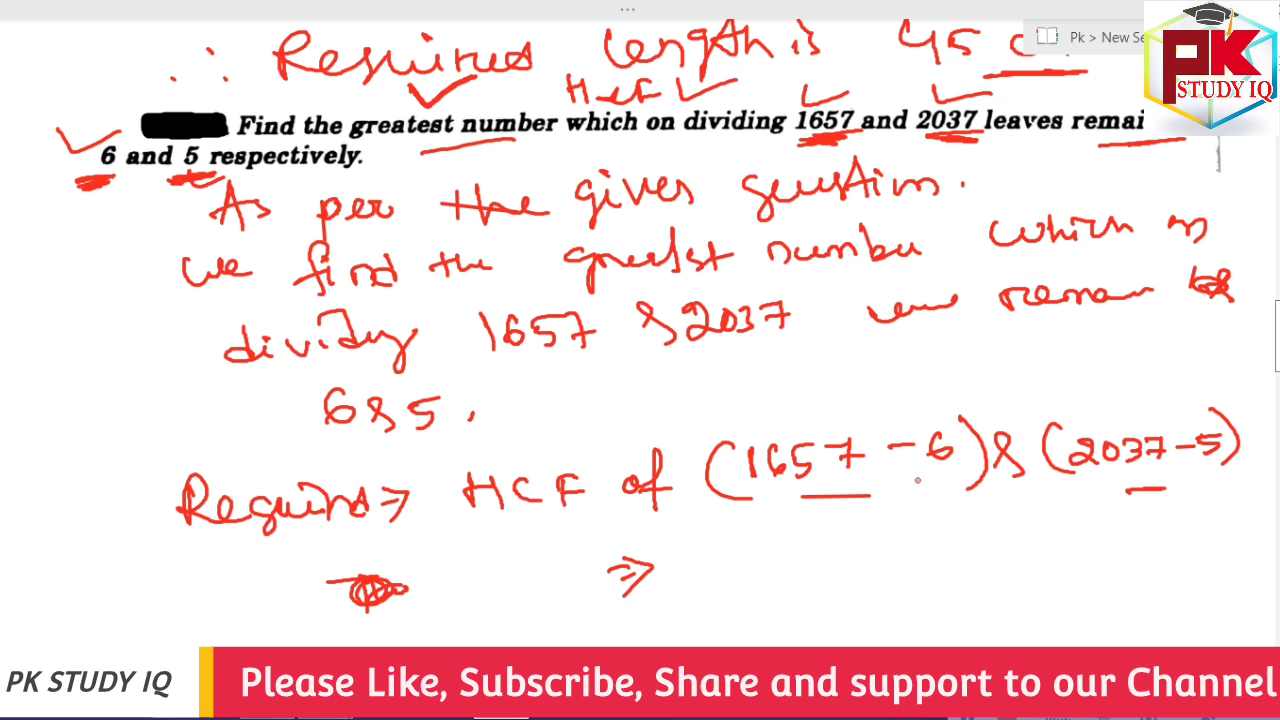 ∴ Required length is 45 c
Pk > New Se
PK
STUDY IQ
HCF
Find the greatest number which on dividing 1657 and 2037 leaves remai
6 and 5 respectively.
As per the given question.
we find the greatest number which on
dividing 1657 & 2037
6 & 5.
Required ⇒ HCF of (1657 - 6) & (2037 - 5)
⇒
PK STUDY IQ
Please Like, Subscribe, Share and support to our Channel